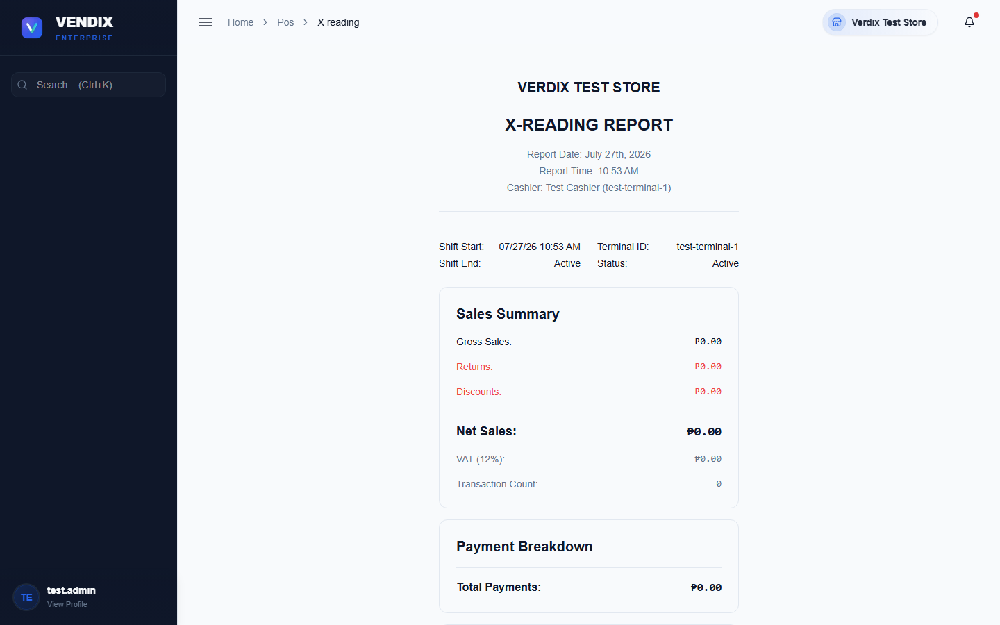 VENDIX
ENTERPRISE
Search... (Ctrl+K)
test.admin
View Profile
TE
Home
Pos
X reading
Verdix Test Store
VERDIX TEST STORE
X-READING REPORT
Report Date: July 27th, 2026
Report Time: 10:53 AM
Cashier: Test Cashier (test-terminal-1)
Shift Start: 07/27/26 10:53 AM Terminal ID: test-terminal-1
Shift End: Active Status: Active
Sales Summary
Gross Sales: ₱0.00
Returns: ₱0.00
Discounts: ₱0.00
Net Sales: ₱0.00
VAT (12%): ₱0.00
Transaction Count: 0
Payment Breakdown
Total Payments: ₱0.00